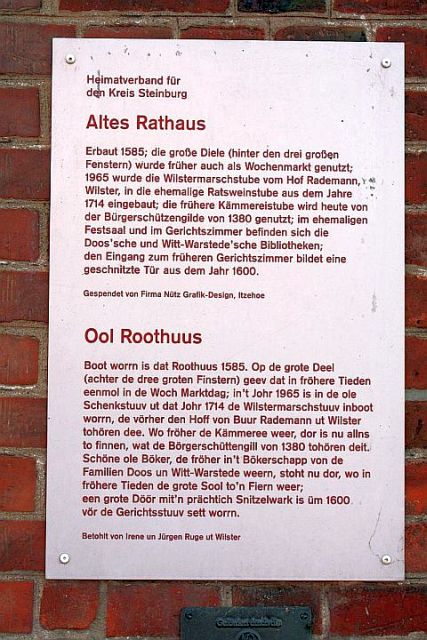 Heimatverband für
den Kreis Steinburg
Altes Rathaus
Erbaut 1585; die große Diele (hinter den drei großen
Fenstern) wurde früher auch als Wochenmarkt genutzt;
1965 wurde die Wilstermarschstube vom Hof Rademann,
Wilster, in die ehemalige Ratsweinstube aus dem Jahre
1714 eingebaut; die frühere Kämmereistube wird heute von
der Bürgerschützengilde von 1380 genutzt; im ehemaligen
Festsaal und im Gerichtszimmer befinden sich die
Doos'sche und Witt-Warstede'sche Bibliotheken;
den Eingang zum früheren Gerichtszimmer bildet eine
geschnitzte Tür aus dem Jahr 1600.
Gespendet von Firma Nütz Grafik-Design, Itzehoe
Ool Roothuus
Boot worrn is dat Roothuus 1585. Op de grote Deel
(achter de dree groten Finstern) geev dat in fröhere Tieden
eenmol in de Woch Marktdag; in't Johr 1965 is in de ole
Schenkstuuv ut dat Johr 1714 de Wilstermarschstuuv inboot
worrn, de vörher den Hoff von Buur Rademann ut Wilster
tohören dee. Wo fröher de Kämmeree weer, dor is nu allns
to finnen, wat de Börgerschüttengill von 1380 tohören deit.
Schöne ole Böker, de fröher in't Bökerschapp von de
Familien Doos un Witt-Warstede weern, stoht nu dor, wo in
fröhere Tieden de grote Sool to'n Fiern weer;
een grote Döör mit'n prächtich Snitzelwark is üm 1600
vör de Gerichtsstuuv sett worrn.
Betohlt von Irene un Jürgen Ruge ut Wilster